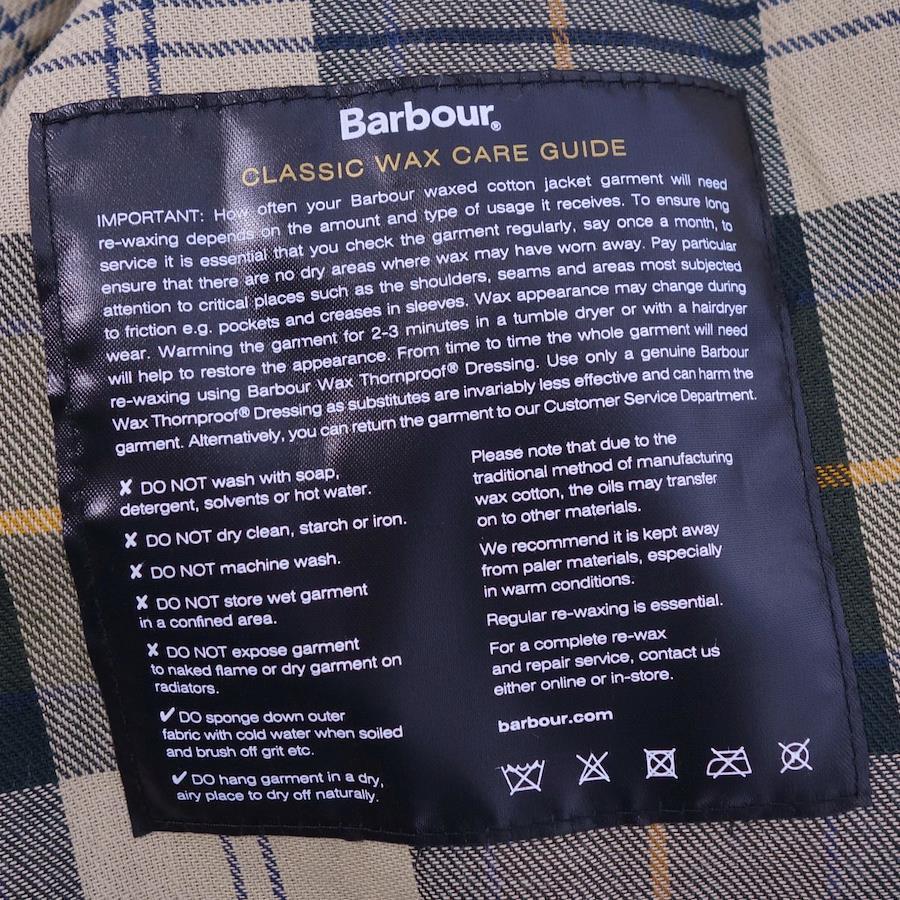 Barbour®
CLASSIC WAX CARE GUIDE
IMPORTANT: How often your Barbour waxed cotton jacket garment will need
re-waxing depends on the amount and type of usage it receives. To ensure long
service it is essential that you check the garment regularly, say once a month, to
ensure that there are no dry areas where wax may have worn away. Pay particular
attention to critical places such as the shoulders, seams and areas most subjected
to friction e.g. pockets and creases in sleeves. Wax appearance may change during
wear. Warming the garment for 2-3 minutes in a tumble dryer or with a hairdryer
will help to restore the appearance. From time to time the whole garment will need
re-waxing using Barbour Wax Thornproof® Dressing. Use only a genuine Barbour
Wax Thornproof® Dressing as substitutes are invariably less effective and can harm the
garment. Alternatively, you can return the garment to our Customer Service Department.
✗ DO NOT wash with soap,
detergent, solvents or hot water.
✗ DO NOT dry clean, starch or iron.
✗ DO NOT machine wash.
✗ DO NOT store wet garment
in a confined area.
✗ DO NOT expose garment
to naked flame or dry garment on
radiators.
✓ DO sponge down outer
fabric with cold water when soiled
and brush off grit etc.
✓ DO hang garment in a dry,
airy place to dry off naturally.
Please note that due to the
traditional method of manufacturing
wax cotton, the oils may transfer
on to other materials.
We recommend it is kept away
from paler materials, especially
in warm conditions.
Regular re-waxing is essential.
For a complete re-wax
and repair service, contact us
either online or in-store.
barbour.com